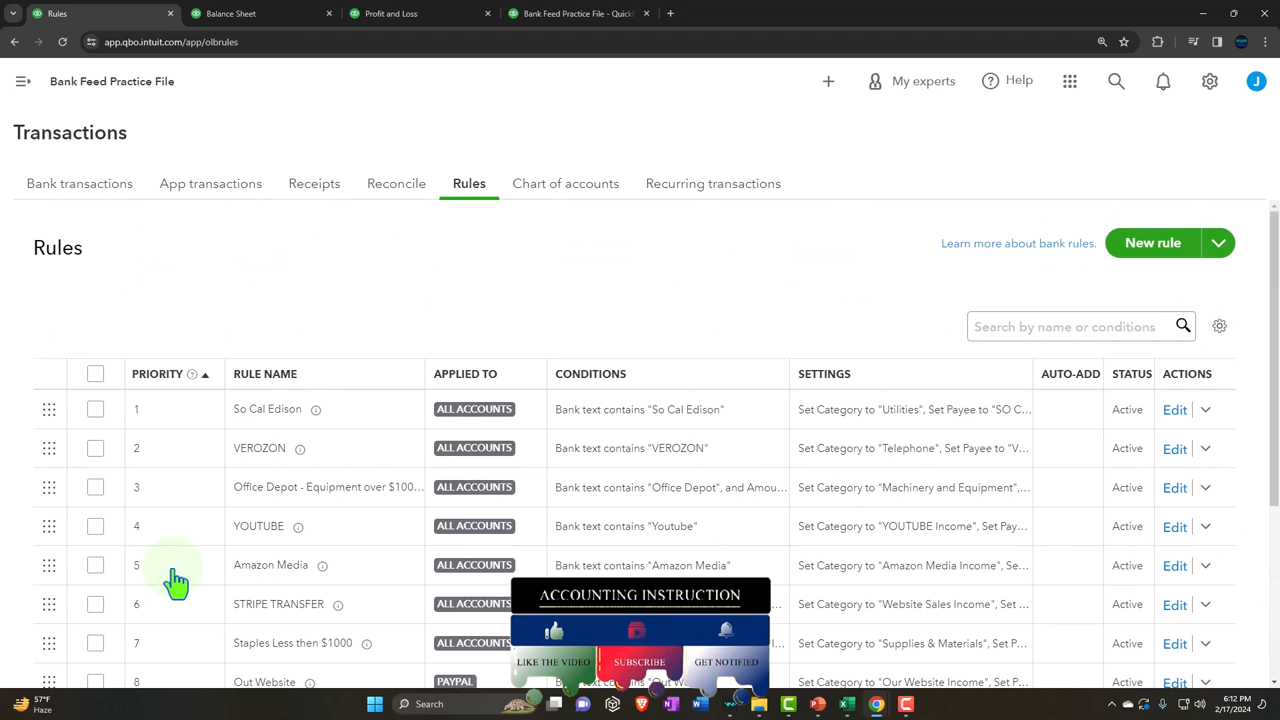 Rules
Balance Sheet
Profit and Loss
Bank Feed Practice File - Quick
app.qbo.intuit.com/app/olbrules
Bank Feed Practice File
My experts
Help
J
Transactions
Bank transactions
App transactions
Receipts
Reconcile
Rules
Chart of accounts
Recurring transactions
Rules
Learn more about bank rules.
New rule
Search by name or conditions
PRIORITY RULE NAME APPLIED TO CONDITIONS SETTINGS AUTO-ADD STATUS ACTIONS
1 So Cal Edison ALL ACCOUNTS Bank text contains "So Cal Edison" Set Category to "Utilities", Set Payee to "SO C... Active Edit
2 VEROZON ALL ACCOUNTS Bank text contains "VEROZON" Set Category to "Telephone", Set Payee to "V... Active Edit
3 Office Depot - Equipment over $100... ALL ACCOUNTS Bank text contains "Office Depot", and Amou... Set Category to "Machinery and Equipment",... Active Edit
4 YOUTUBE ALL ACCOUNTS Bank text contains "Youtube" Set Category to "YOUTUBE Income", Set Pay... Active Edit
5 Amazon Media ALL ACCOUNTS Bank text contains "Amazon Media" Set Category to "Amazon Media Income", Se... Active Edit
6 STRIPE TRANSFER ALL ACCOUNTS Set Category to "Website Sales Income", Set ... Active Edit
7 Staples Less then $1000 ALL ACCOUNTS Set Category to "Supplies & Materials", Set P... Active Edit
8 Out Website PAYPAL Set Category to "Our Website Income", Set P... Active Edit
ACCOUNTING INSTRUCTION
LIKE THE VIDEO
SUBSCRIBE
GET NOTIFIED
57°F
Haze
Search
6:12 PM
2/17/2024